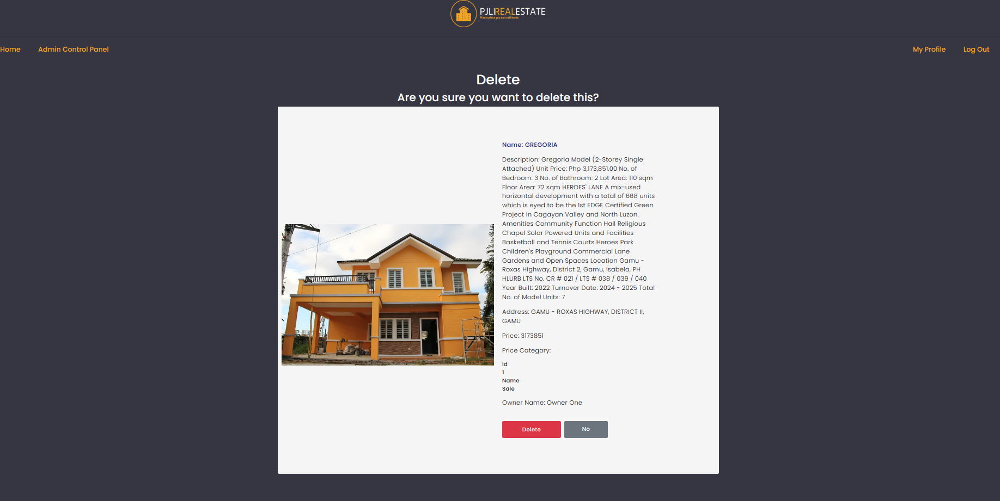 PJLIREALESTATE
Find a place you can call home
Home
Admin Control Panel
My Profile
Log Out
Delete
Are you sure you want to delete this?
Name: GREGORIA
Description: Gregoria Model (2-Storey Single
Attached) Unit Price: Php 3,173,851.00 No. of
Bedroom: 3 No. of Bathroom: 2 Lot Area: 110 sqm
Floor Area: 72 sqm HEROES' LANE A mix-used
horizontal development with a total of 668 units
which is eyed to be the 1st EDGE Certified Green
Project in Cagayan Valley and North Luzon.
Amenities Community Function Hall Religious
Chapel Solar Powered Units and Facilities
Basketball and Tennis Courts Heroes Park
Children's Playground Commercial Lane
Gardens and Open Spaces Location Gamu -
Roxas Highway, District 2, Gamu, Isabela, PH
HLURB LTS No. CR # 021 / LTS # 038 / 039 / 040
Year Built: 2022 Turnover Date: 2024 - 2025 Total
No. of Model Units: 7
Address: GAMU - ROXAS HIGHWAY, DISTRICT II,
GAMU
Price: 3173851
Price Category:
Id
1
Name
Sale
Owner Name: Owner One
Delete
No